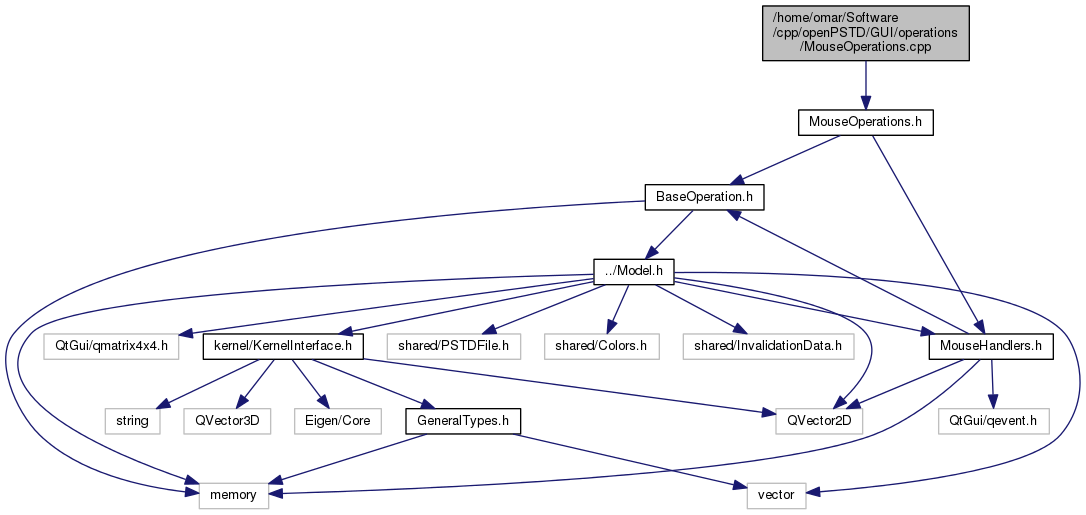 /home/omar/Software
/cpp/openPSTD/GUI/operations
/MouseOperations.cpp
MouseOperations.h
BaseOperation.h
../Model.h
QtGui/qmatrix4x4.h
kernel/KernelInterface.h
shared/PSTDFile.h
shared/Colors.h
shared/InvalidationData.h
MouseHandlers.h
string
QVector3D
Eigen/Core
GeneralTypes.h
QVector2D
QtGui/qevent.h
memory
vector